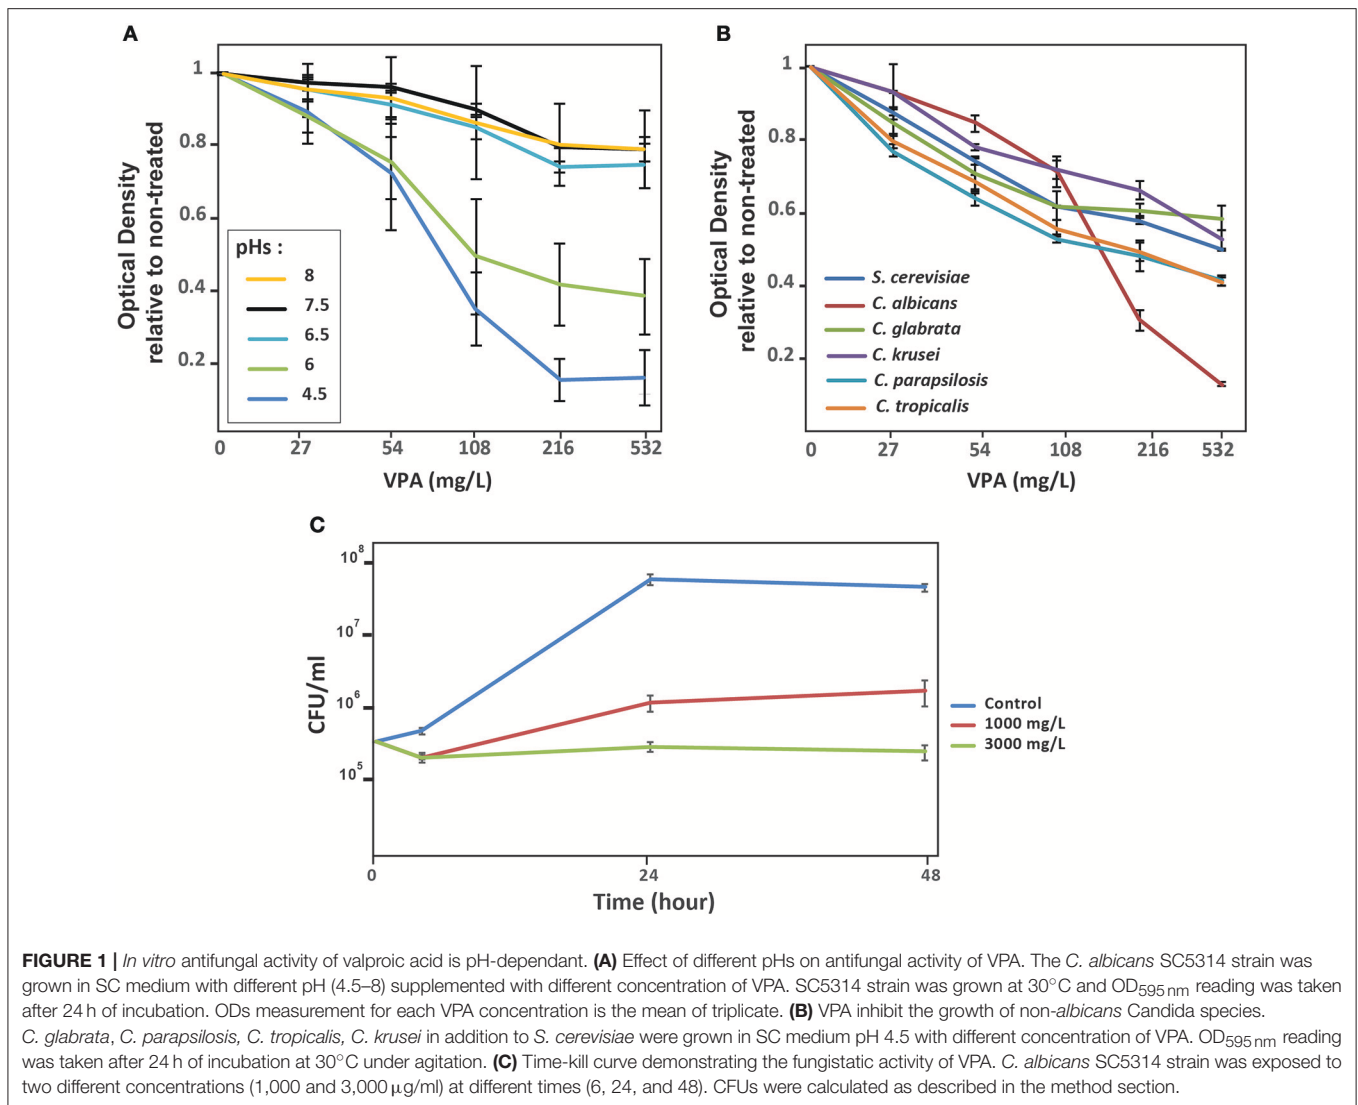 A
1
0.8
0.6
0.4
0.2
Optical Density
relative to non-treated
pHs :
8
7.5
6.5
6
4.5
0 27 54 108 216 532
VPA (mg/L)
B
1
0.8
0.6
0.4
0.2
Optical Density
relative to non-treated
S. cerevisiae
C. albicans
C. glabrata
C. krusei
C. parapsilosis
C. tropicalis
0 27 54 108 216 532
VPA (mg/L)
C
10⁸
10⁷
10⁶
10⁵
CFU/ml
0 24 48
Time (hour)
Control
1000 mg/L
3000 mg/L
FIGURE 1 | In vitro antifungal activity of valproic acid is pH-dependant. (A) Effect of different pHs on antifungal activity of VPA. The C. albicans SC5314 strain was
grown in SC medium with different pH (4.5–8) supplemented with different concentration of VPA. SC5314 strain was grown at 30°C and OD595 nm reading was taken
after 24 h of incubation. ODs measurement for each VPA concentration is the mean of triplicate. (B) VPA inhibit the growth of non-albicans Candida species.
C. glabrata, C. parapsilosis, C. tropicalis, C. krusei in addition to S. cerevisiae were grown in SC medium pH 4.5 with different concentration of VPA. OD595 nm reading
was taken after 24 h of incubation at 30°C under agitation. (C) Time-kill curve demonstrating the fungistatic activity of VPA. C. albicans SC5314 strain was exposed to
two different concentrations (1,000 and 3,000 μg/ml) at different times (6, 24, and 48). CFUs were calculated as described in the method section.